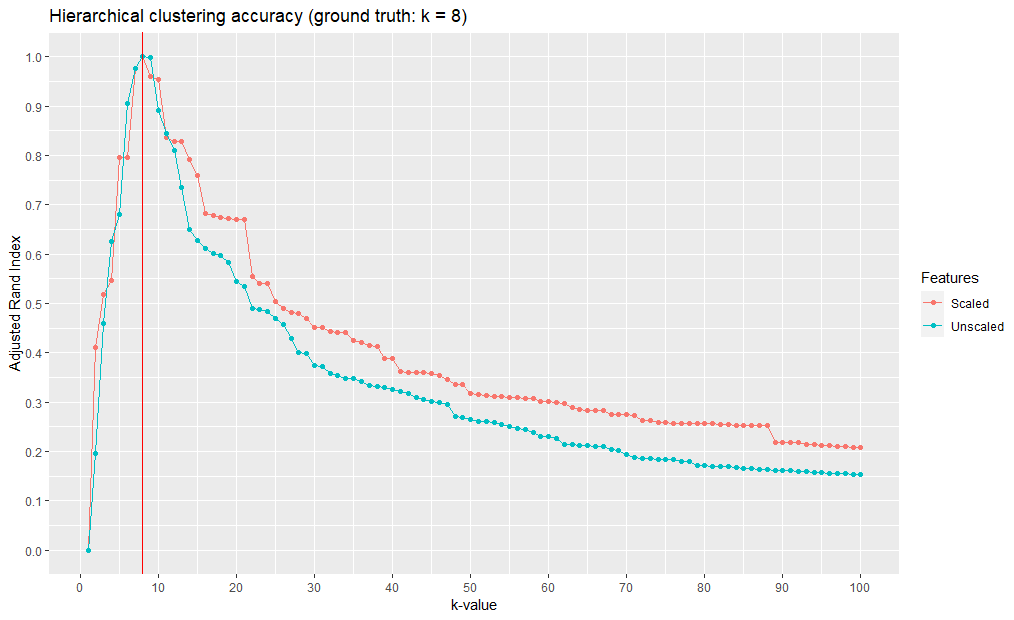 Hierarchical clustering accuracy (ground truth: k = 8)
Adjusted Rand Index
1.0
0.9
0.8
0.7
0.6
0.5
0.4
0.3
0.2
0.1
0.0
0 10 20 30 40 50 60 70 80 90 100
k-value
Features
Scaled
Unscaled